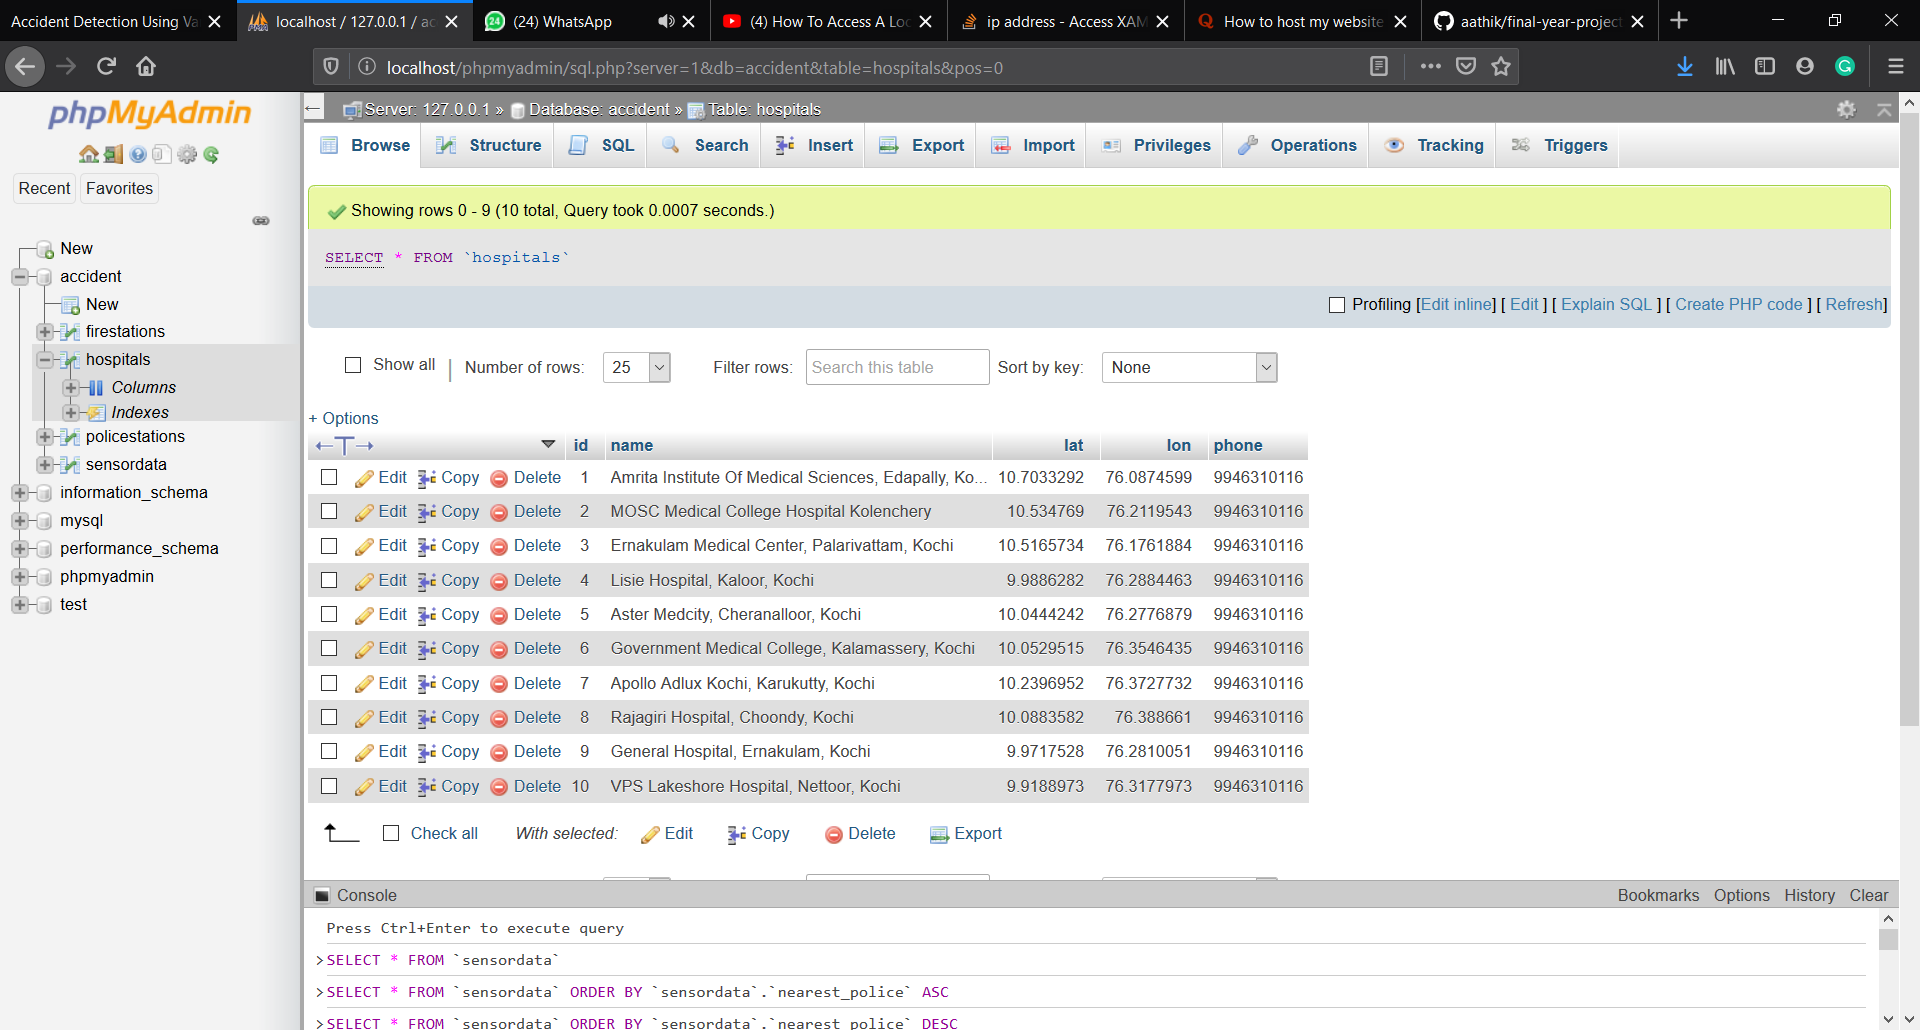 Accident Detection Using Va
localhost / 127.0.0.1 / ac
(24) WhatsApp
(4) How To Access A Loc
ip address - Access XAM
How to host my website
aathik/final-year-project
localhost/phpmyadmin/sql.php?server=1&db=accident&table=hospitals&pos=0
phpMyAdmin
Recent Favorites
New
accident
New
firestations
hospitals
Columns
Indexes
policestations
sensordata
information_schema
mysql
performance_schema
phpmyadmin
test
Server: 127.0.0.1 » Database: accident » Table: hospitals
Browse Structure SQL Search Insert Export Import Privileges Operations Tracking Triggers
Showing rows 0 - 9 (10 total, Query took 0.0007 seconds.)
SELECT * FROM `hospitals`
Profiling [Edit inline] [ Edit ] [ Explain SQL ] [ Create PHP code ] [ Refresh]
Show all | Number of rows: 25 Filter rows: Search this table Sort by key: None
+ Options
←T→ id name lat lon phone
Edit Copy Delete 1 Amrita Institute Of Medical Sciences, Edapally, Ko... 10.7033292 76.0874599 9946310116
Edit Copy Delete 2 MOSC Medical College Hospital Kolenchery 10.534769 76.2119543 9946310116
Edit Copy Delete 3 Ernakulam Medical Center, Palarivattam, Kochi 10.5165734 76.1761884 9946310116
Edit Copy Delete 4 Lisie Hospital, Kaloor, Kochi 9.9886282 76.2884463 9946310116
Edit Copy Delete 5 Aster Medcity, Cheranalloor, Kochi 10.0444242 76.2776879 9946310116
Edit Copy Delete 6 Government Medical College, Kalamassery, Kochi 10.0529515 76.3546435 9946310116
Edit Copy Delete 7 Apollo Adlux Kochi, Karukutty, Kochi 10.2396952 76.3727732 9946310116
Edit Copy Delete 8 Rajagiri Hospital, Choondy, Kochi 10.0883582 76.388661 9946310116
Edit Copy Delete 9 General Hospital, Ernakulam, Kochi 9.9717528 76.2810051 9946310116
Edit Copy Delete 10 VPS Lakeshore Hospital, Nettoor, Kochi 9.9188973 76.3177973 9946310116
Check all With selected: Edit Copy Delete Export
Console Bookmarks Options History Clear
Press Ctrl+Enter to execute query
>SELECT * FROM `sensordata`
>SELECT * FROM `sensordata` ORDER BY `sensordata`.`nearest_police` ASC
>SELECT * FROM `sensordata` ORDER BY `sensordata`.`nearest_police` DESC